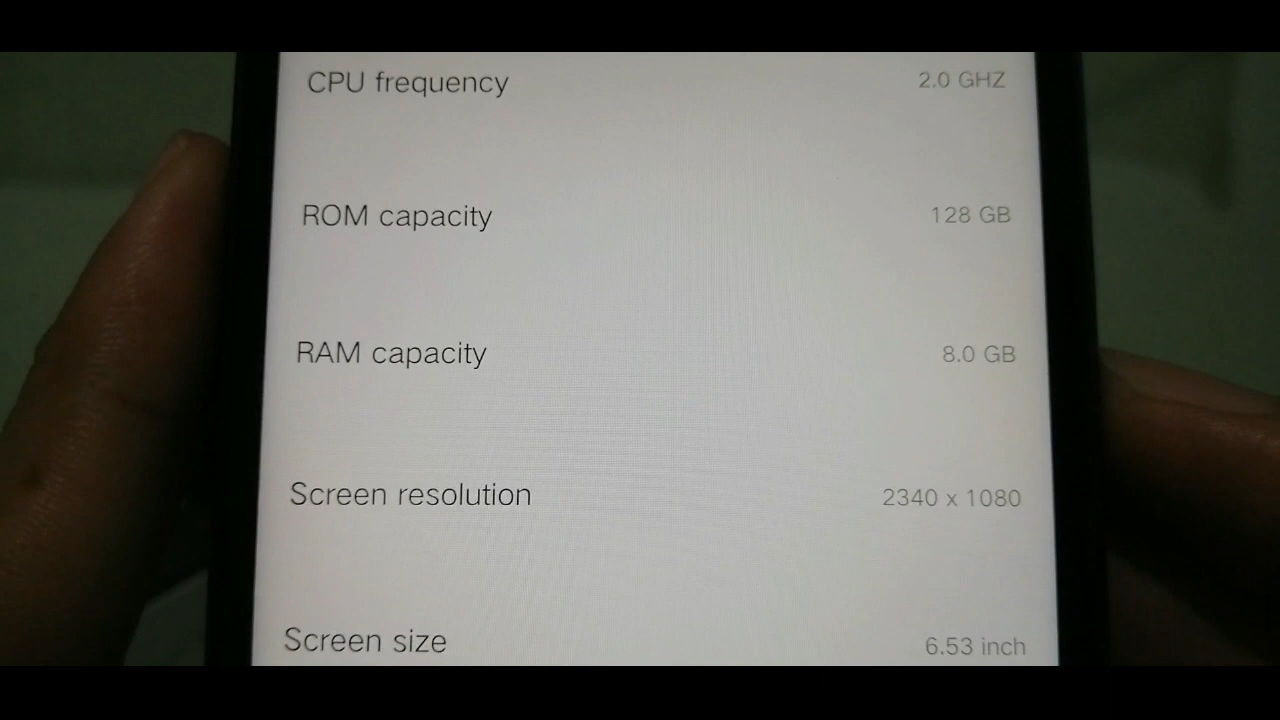 CPU frequency 2.0 GHZ
ROM capacity 128 GB
RAM capacity 8.0 GB
Screen resolution 2340 x 1080
Screen size 6.53 inch